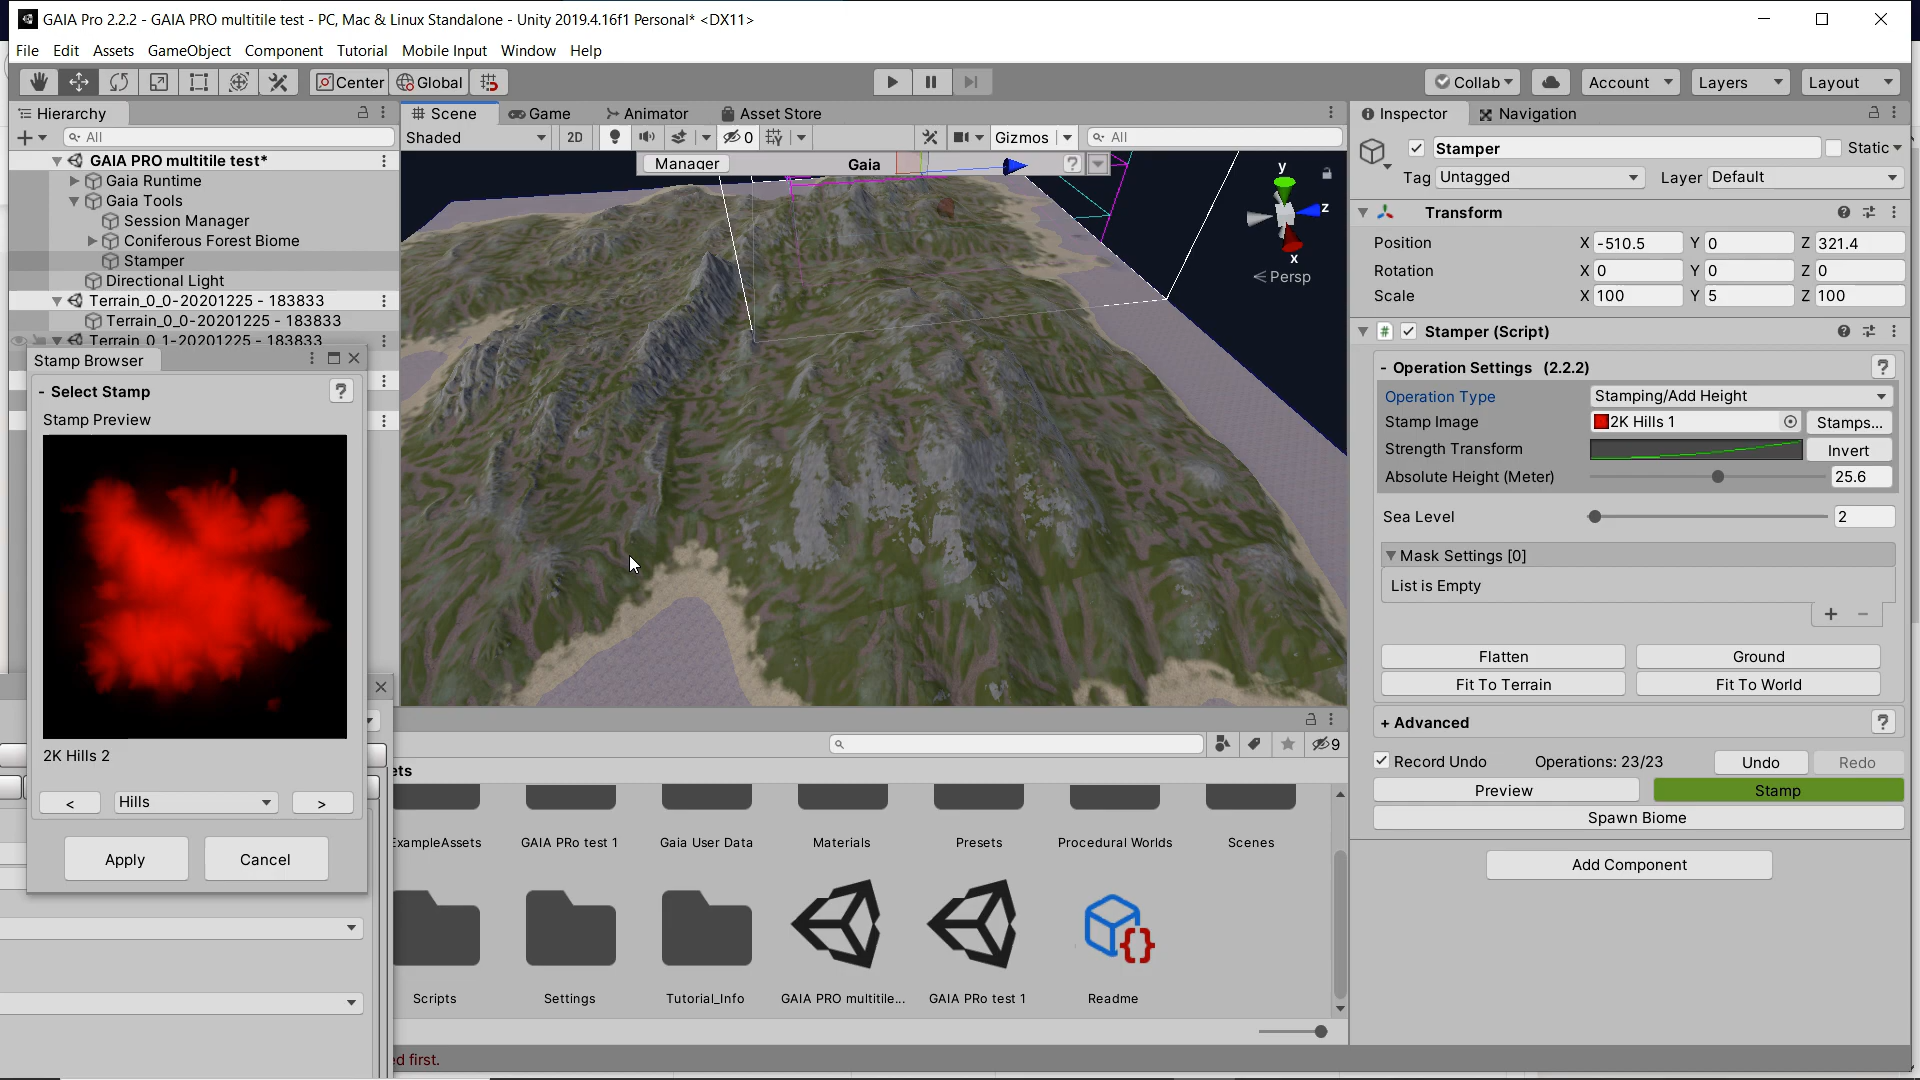 GAIA Pro 2.2.2 - GAIA PRO multitile test - PC, Mac & Linux Standalone - Unity 2019.4.16f1 Personal* <DX11>
File Edit Assets GameObject Component Tutorial Mobile Input Window Help
Center Global Collab Account Layers Layout
Hierarchy
All
GAIA PRO multitile test*
Gaia Runtime
Gaia Tools
Session Manager
Coniferous Forest Biome
Stamper
Directional Light
Terrain_0_0-20201225 - 183833
Terrain_0_0-20201225 - 183833
Terrain_0_1-20201225 - 183833
Stamp Browser
- Select Stamp ?
Stamp Preview
2K Hills 2
< Hills >
Apply Cancel
Scene Game Animator Asset Store
Shaded 2D 0 Gizmos All
Manager Gaia ?
y
z
x
< Persp
9
ets
ExampleAssets GAIA PRo test 1 Gaia User Data Materials Presets Procedural Worlds Scenes
Scripts Settings Tutorial_Info GAIA PRO multitile... GAIA PRo test 1 Readme
ed first.
Inspector Navigation
Stamper Static
Tag Untagged Layer Default
Transform
Position X -510.5 Y 0 Z 321.4
Rotation X 0 Y 0 Z 0
Scale X 100 Y 5 Z 100
# Stamper (Script)
- Operation Settings (2.2.2) ?
Operation Type Stamping/Add Height
Stamp Image 2K Hills 1 Stamps...
Strength Transform Invert
Absolute Height (Meter) 25.6
Sea Level 2
Mask Settings [0]
List is Empty
+ -
Flatten Ground
Fit To Terrain Fit To World
+ Advanced ?
Record Undo Operations: 23/23 Undo Redo
Preview Stamp
Spawn Biome
Add Component